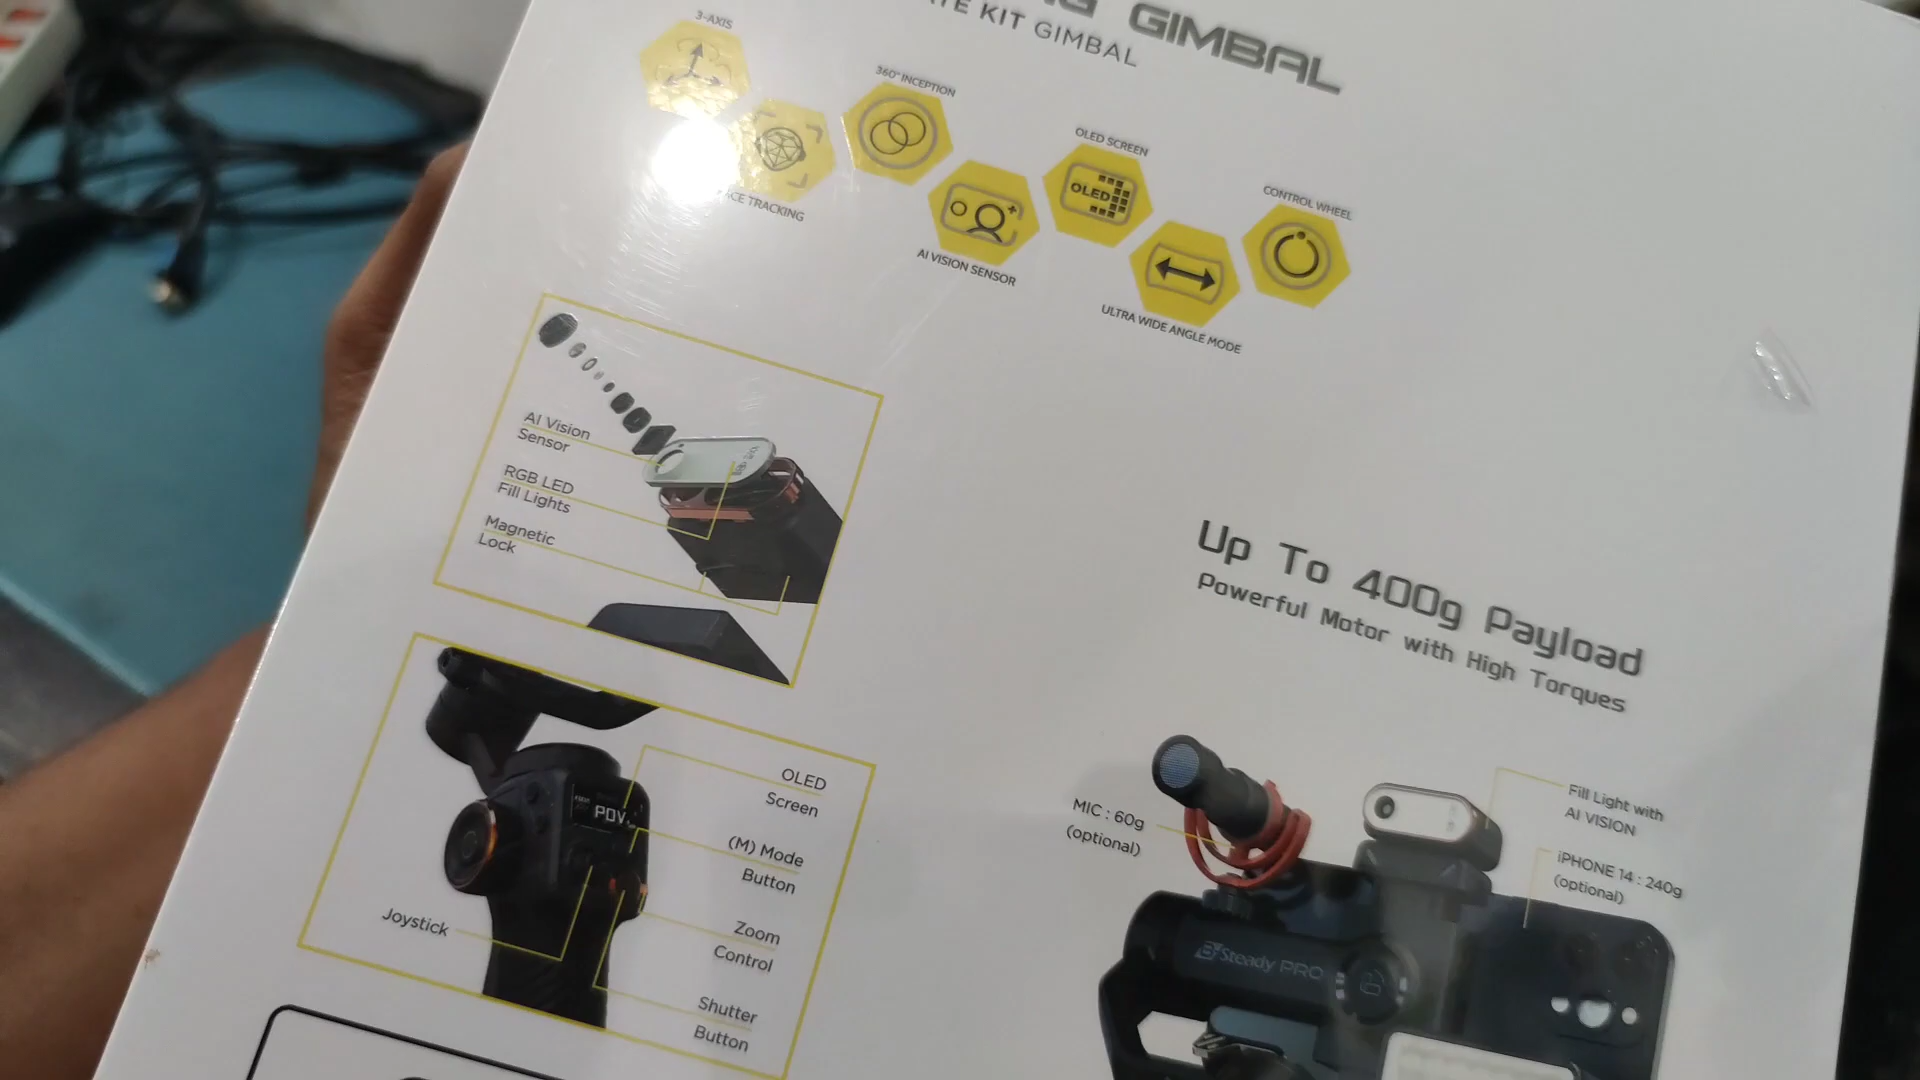 GIMBAL
KIT GIMBAL
3-AXIS
360° INCEPTION
OLED SCREEN
OLED
CONTROL WHEEL
TRACKING
AI VISION SENSOR
ULTRA WIDE ANGLE MODE
AI Vision
Sensor
RGB LED
Fill Lights
Magnetic
Lock
Up To 400g Payload
Powerful Motor with High Torques
OLED
Screen
POV
(M) Mode
Button
Joystick
Zoom
Control
Shutter
Button
MIC : 60g
(optional)
Fill Light with
AI VISION
iPHONE 14 : 240g
(optional)
Steady PRO